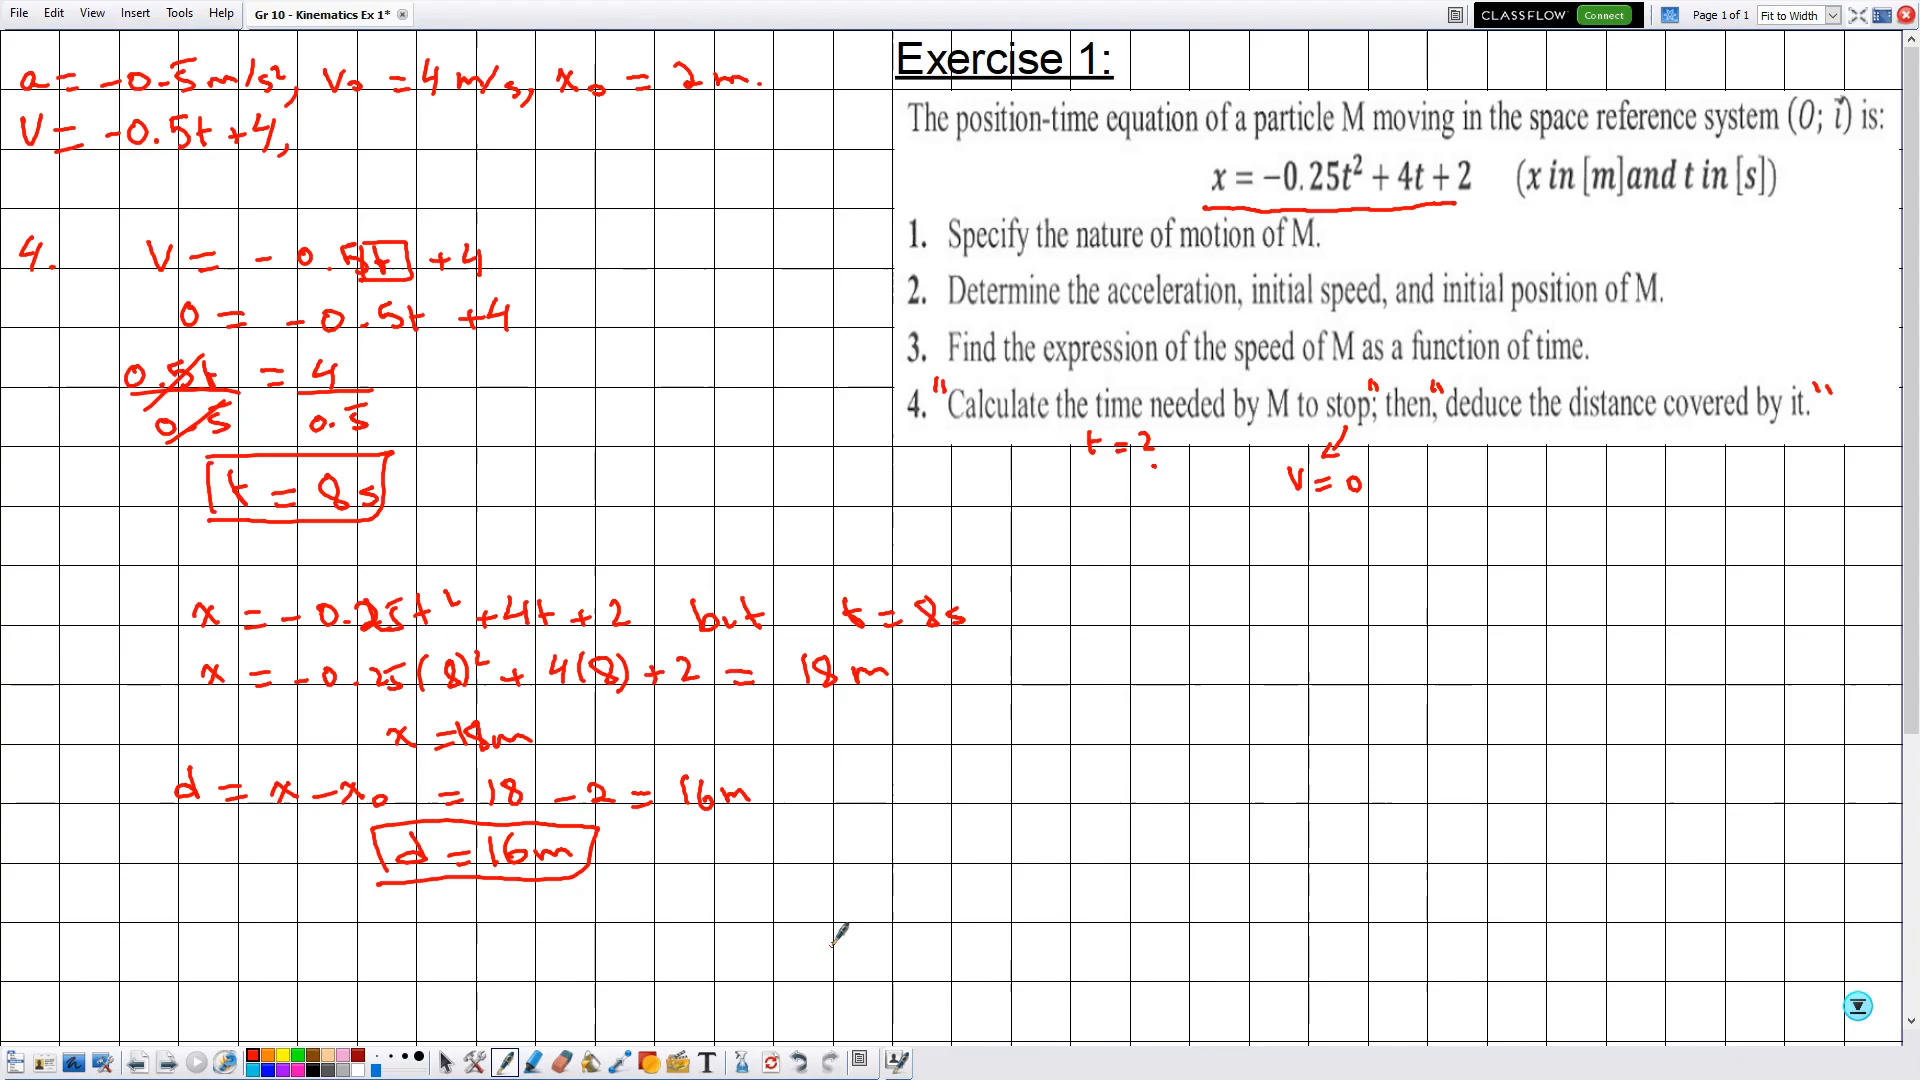 File Edit View Insert Tools Help Gr 10 - Kinematics Ex 1* CLASSFLOW Connect Page 1 of 1 Fit to Width
a = -0.5 m/s², V₀ = 4 m/s, x₀ = 2 m.
V = -0.5t + 4,
4. V = - 0.5t + 4
0 = - 0.5t + 4
0.5t/0.5 = 4/0.5
t = 8s
x = -0.25t² + 4t + 2 but t = 8s
x = -0.25(8)² + 4(8) + 2 = 18 m
x = 18m
d = x - x₀ = 18 - 2 = 16m
d = 16m
Exercise 1:
The position-time equation of a particle M moving in the space reference system (O; i⃗) is:
x = −0.25t² + 4t + 2 (x in [m]and t in [s])
1. Specify the nature of motion of M.
2. Determine the acceleration, initial speed, and initial position of M.
3. Find the expression of the speed of M as a function of time.
4. "Calculate the time needed by M to stop;" then, "deduce the distance covered by it."
t = ?
V = 0
T